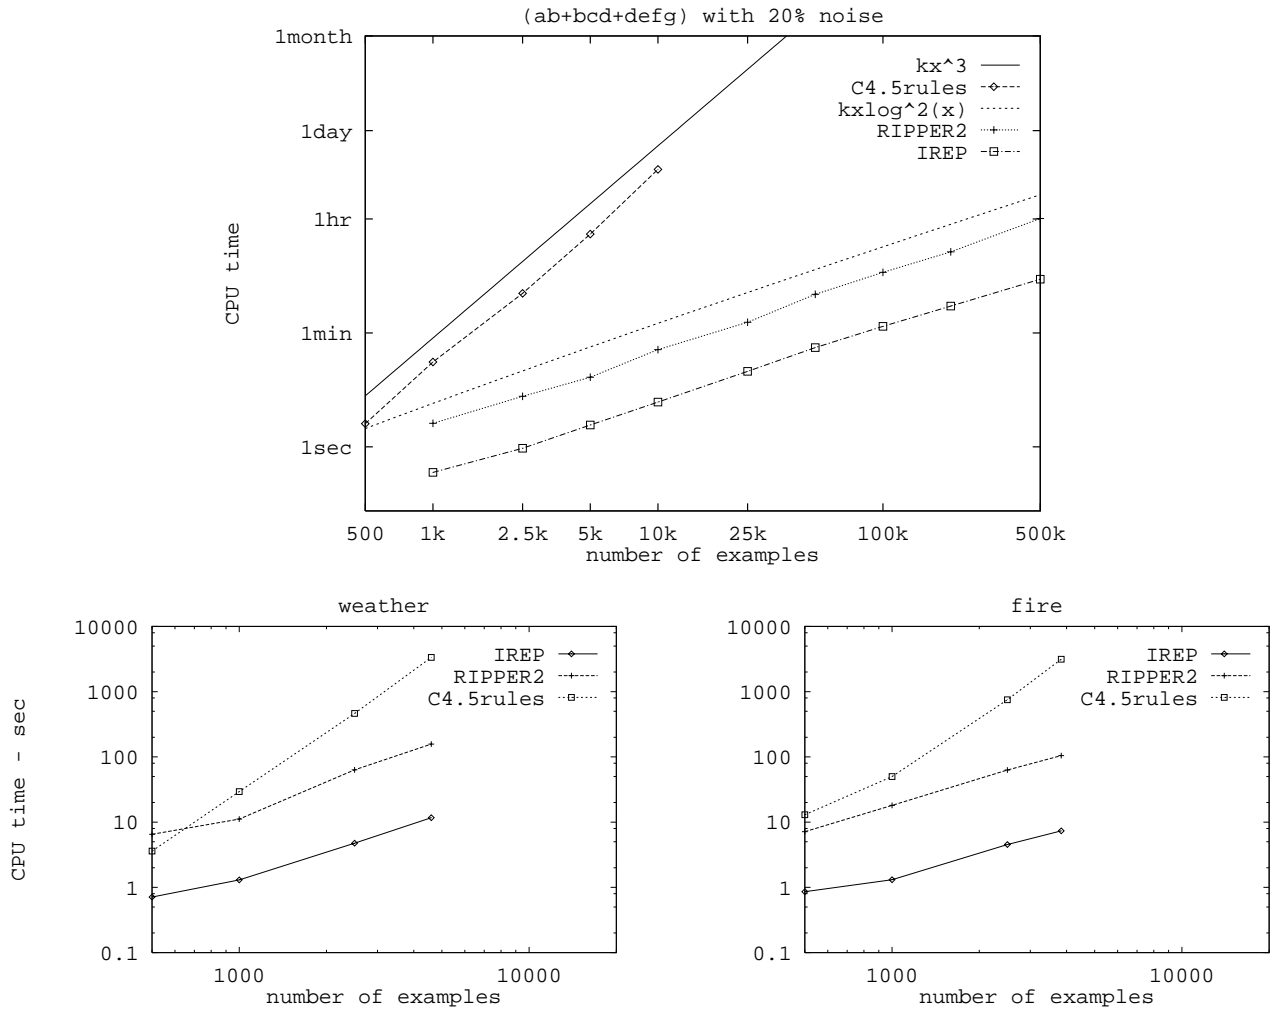 (ab+bcd+defg) with 20% noise
1month
1day
1hr
1min
1sec
CPU time
kx^3
C4.5rules
kxlog^2(x)
RIPPER2
IREP
500 1k 2.5k 5k 10k 25k 100k 500k
number of examples
weather
10000
1000
100
10
1
0.1
CPU time - sec
IREP
RIPPER2
C4.5rules
1000 10000
number of examples
fire
10000
1000
100
10
1
0.1
IREP
RIPPER2
C4.5rules
1000 10000
number of examples